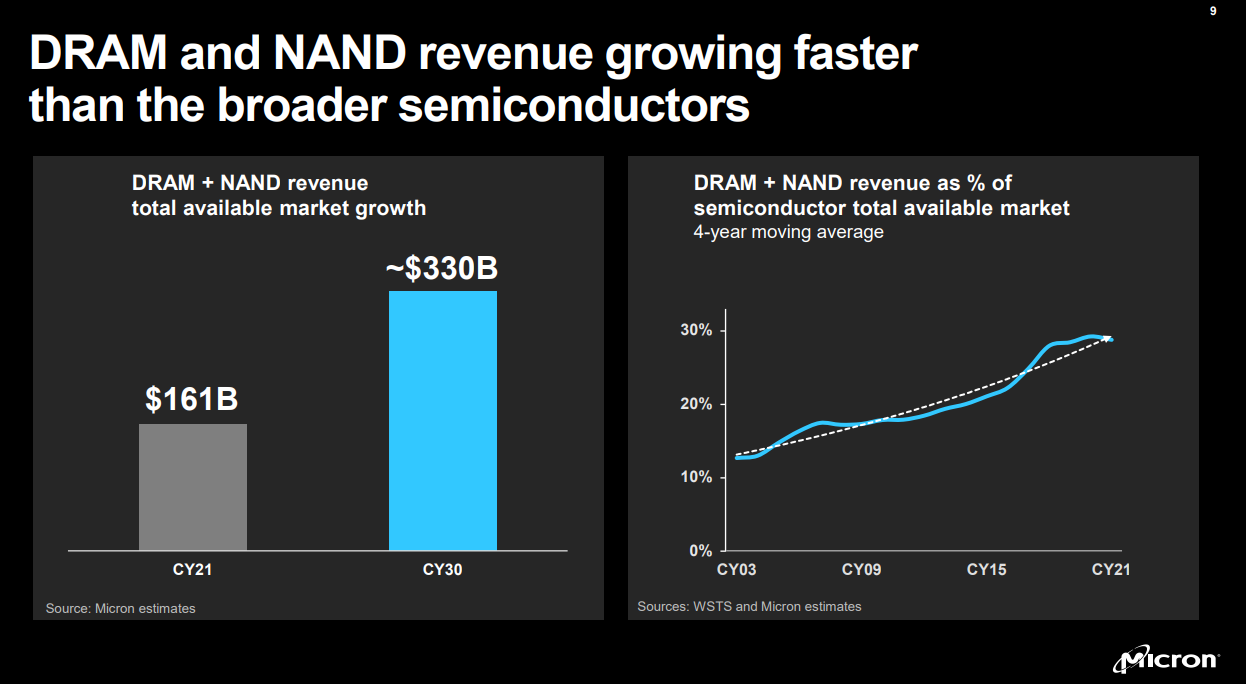 9
DRAM and NAND revenue growing faster
than the broader semiconductors
DRAM + NAND revenue
total available market growth
~$330B
$161B
CY21
CY30
Source: Micron estimates
DRAM + NAND revenue as % of
semiconductor total available market
4-year moving average
30%
20%
10%
0%
CY03
CY09
CY15
CY21
Sources: WSTS and Micron estimates
Micron